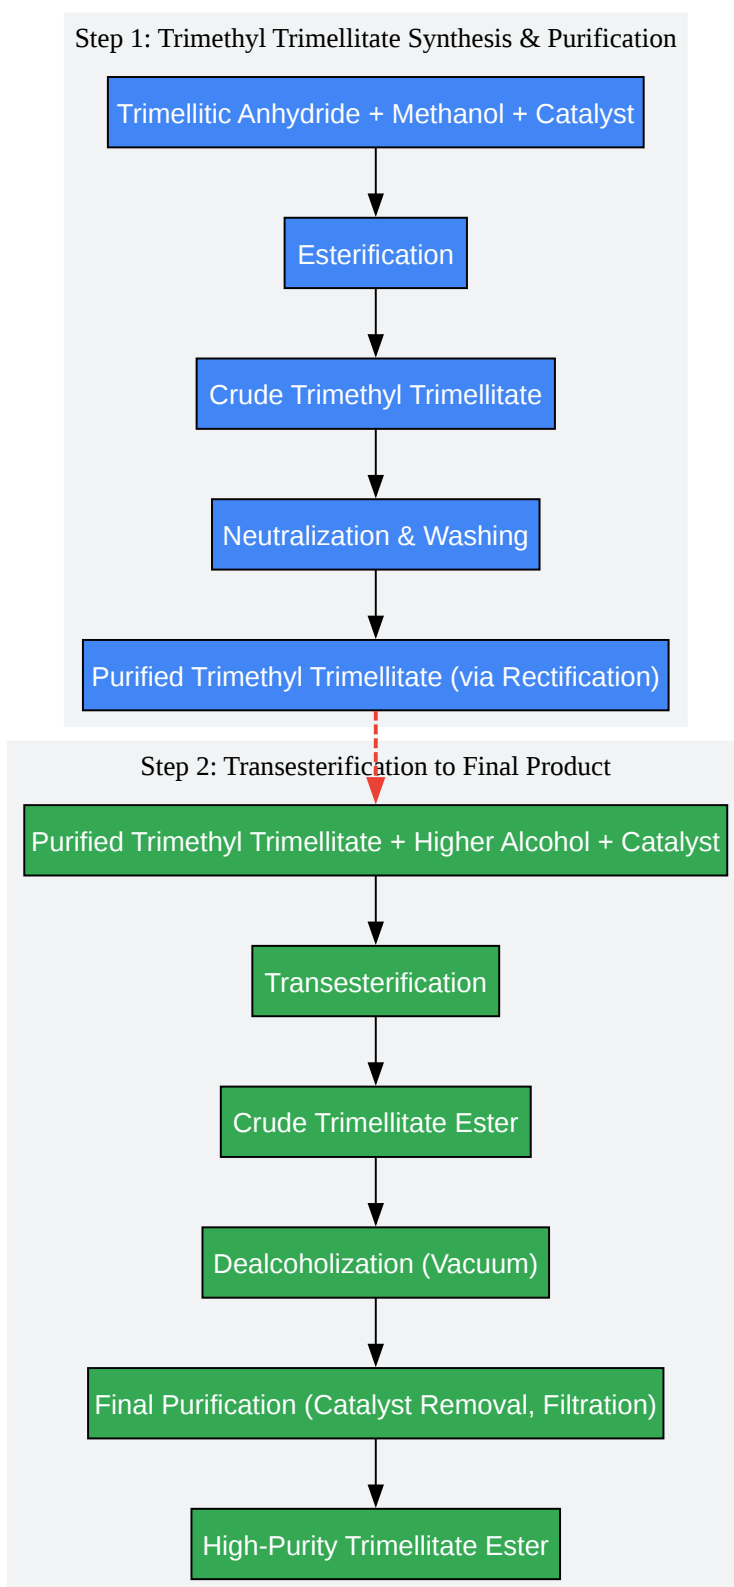 Step 1: Trimethyl Trimellitate Synthesis & Purification
Trimellitic Anhydride + Methanol + Catalyst
Esterification
Crude Trimethyl Trimellitate
Neutralization & Washing
Purified Trimethyl Trimellitate (via Rectification)
Step 2: Transesterification to Final Product
Purified Trimethyl Trimellitate + Higher Alcohol + Catalyst
Transesterification
Crude Trimellitate Ester
Dealcoholization (Vacuum)
Final Purification (Catalyst Removal, Filtration)
High-Purity Trimellitate Ester